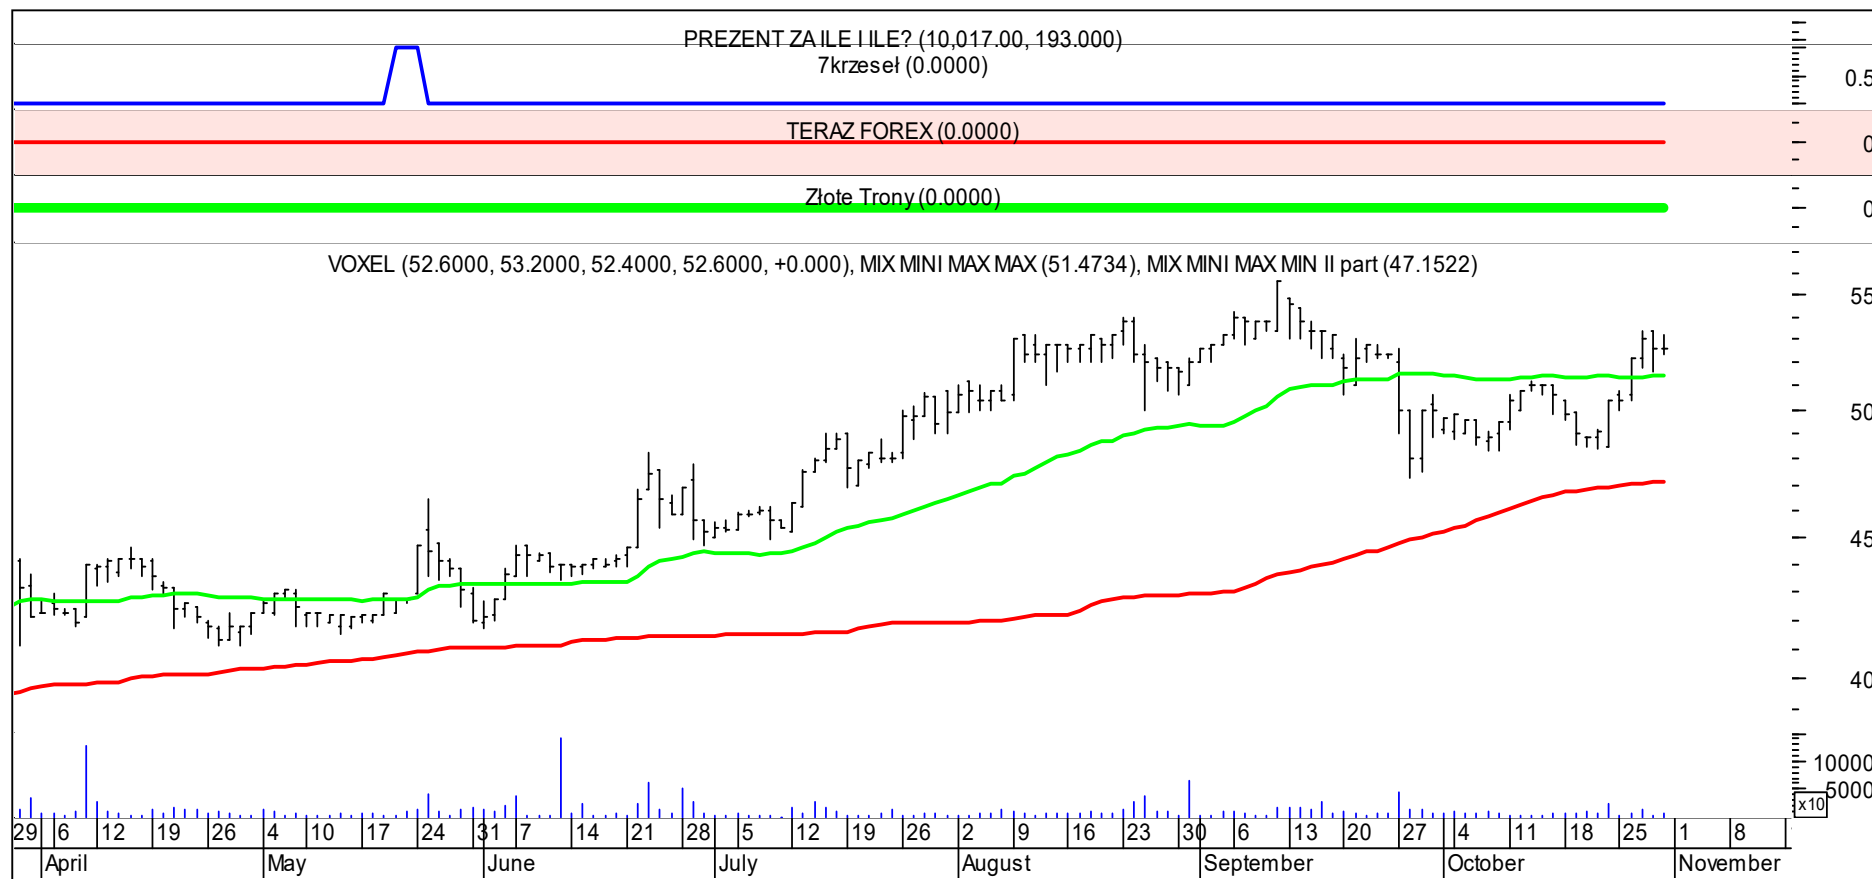 PREZENT ZA ILE I ILE? (10,017.00, 193.000)
7krzeseł (0.0000)
0.5
TERAZ FOREX (0.0000)
0
Złote Trony (0.0000)
0
VOXEL (52.6000, 53.2000, 52.4000, 52.6000, +0.000), MIX MINI MAX MAX (51.4734), MIX MINI MAX MIN II part (47.1522)
55
50
45
40
10000
5000
x10
29 6 12 19 26 4 10 17 24 31 7 14 21 28 5 12 19 26 2 9 16 23 30 6 13 20 27 4 11 18 25 1 8 1
April May June July August September October November